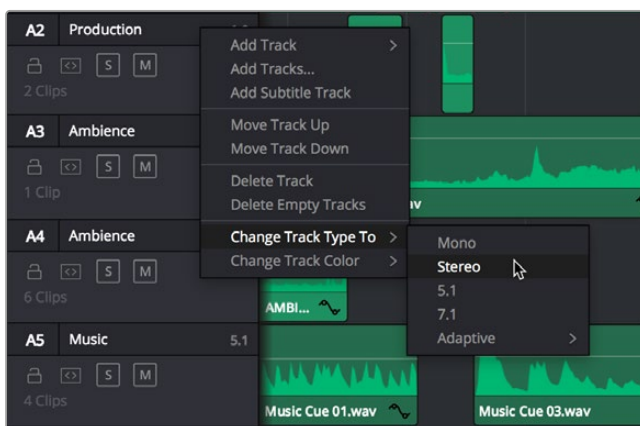 A2 Production
S M
2 Clips
A3 Ambience
S M
1 Clip
A4 Ambience
S M
6 Clips
A5 Music 5.1
S M
4 Clips
Add Track
Add Tracks...
Add Subtitle Track
Move Track Up
Move Track Down
Delete Track
Delete Empty Tracks
Change Track Type To
Change Track Color
Mono
Stereo
5.1
7.1
Adaptive
AMBI...
Music Cue 01.wav
Music Cue 03.wav